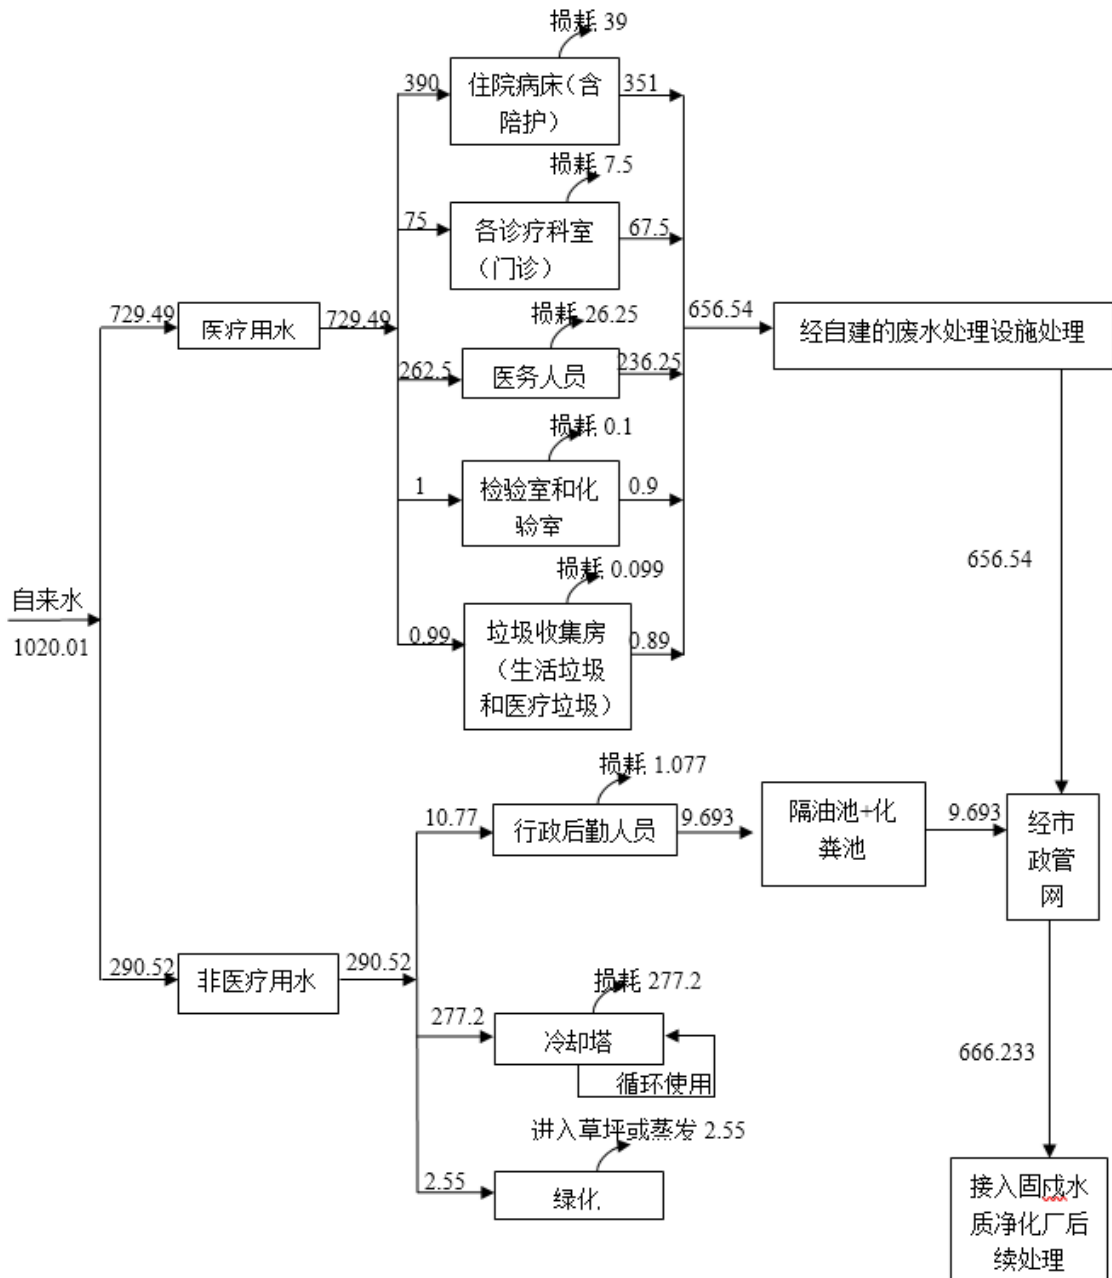 损耗 39
390
住院病床（含
陪护）
351
损耗 7.5
75
各诊疗科室
（门诊）
67.5
729.49
医疗用水
729.49
损耗 26.25
262.5
医务人员
236.25
656.54
经自建的废水处理设施处理
损耗 0.1
1
检验室和化
验室
0.9
656.54
损耗 0.099
0.99
垃圾收集房
（生活垃圾
和医疗垃圾）
0.89
自来水
1020.01
损耗 1.077
10.77
行政后勤人员
9.693
隔油池+化
粪池
9.693
经市
政管
网
290.52
非医疗用水
290.52
损耗 277.2
277.2
冷却塔
循环使用
666.233
进入草坪或蒸发 2.55
2.55
绿化
接入固戍水
质净化厂后
续处理